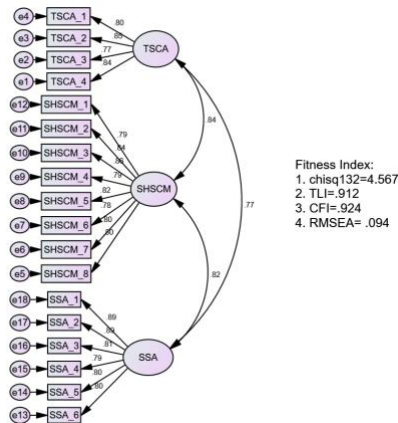 e4 TSCA_1 .80
e3 TSCA_2 .85
e2 TSCA_3 .77
e1 TSCA_4 .84
TSCA
e12 SHSCM_1 .79
e11 SHSCM_2 .84
e10 SHSCM_3 .86
e9 SHSCM_4 .79
e8 SHSCM_5 .82
e7 SHSCM_6 .78
e6 SHSCM_7 .80
e5 SHSCM_8 .80
SHSCM
e18 SSA_1 .89
e17 SSA_2 .89
e16 SSA_3 .81
e15 SSA_4 .79
e14 SSA_5 .80
e13 SSA_6 .80
SSA
.84
.77
.82
Fitness Index:
1. chisq132=4.567
2. TLI=.912
3. CFI=.924
4. RMSEA= .094